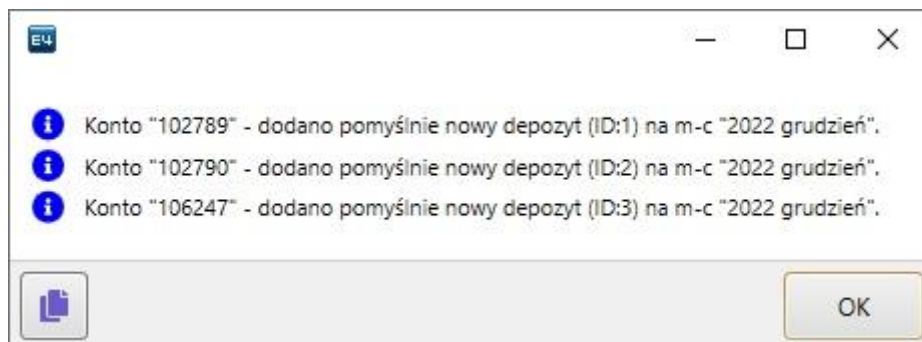 E4
Konto "102789" - dodano pomyślnie nowy depozyt (ID:1) na m-c "2022 grudzień".
Konto "102790" - dodano pomyślnie nowy depozyt (ID:2) na m-c "2022 grudzień".
Konto "106247" - dodano pomyślnie nowy depozyt (ID:3) na m-c "2022 grudzień".
OK